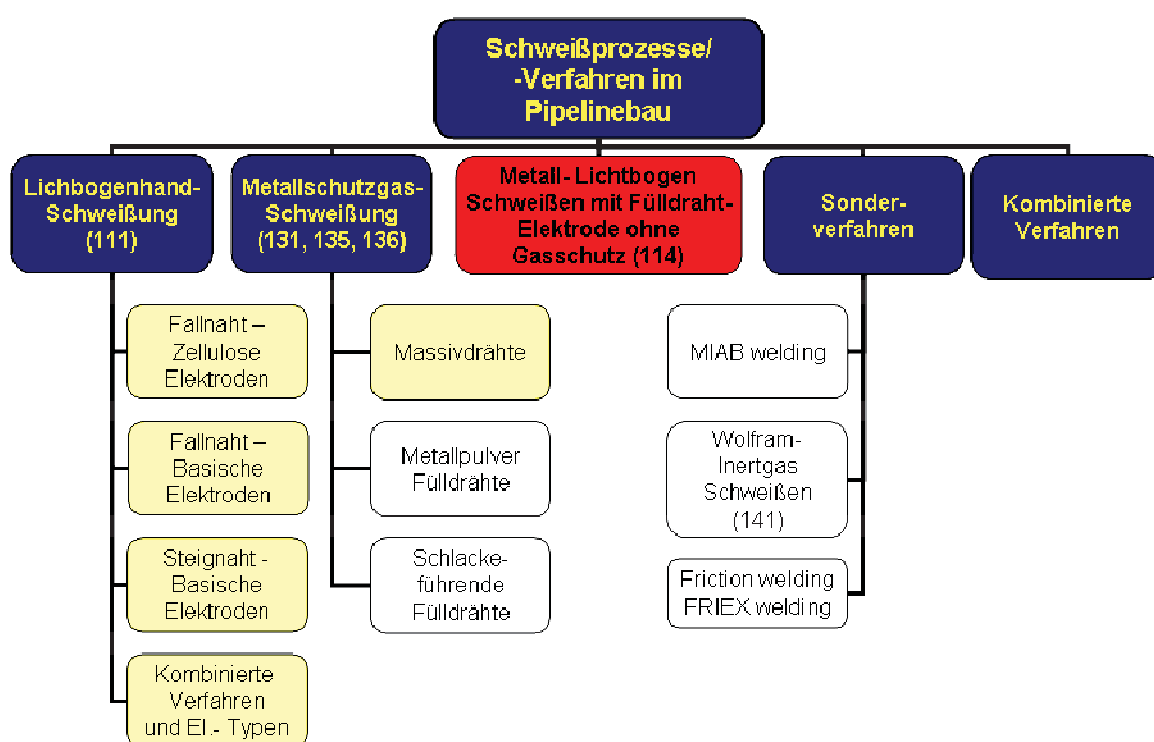 Schweißprozesse/
-Verfahren im
Pipelinebau
Lichbogenhand-
Schweißung
(111)
Metallschutzgas-
Schweißung
(131, 135, 136)
Metall- Lichtbogen
Schweißen mit Fülldraht-
Elektrode ohne
Gasschutz (114)
Sonder-
verfahren
Kombinierte
Verfahren
Fallnaht –
Zellulose
Elektroden
Fallnaht –
Basische
Elektroden
Steignaht -
Basische
Elektroden
Kombinierte
Verfahren
und El.- Typen
Massivdrähte
Metallpulver
Fülldrähte
Schlacke-
führende
Fülldrähte
MIAB welding
Wolfram-
Inertgas
Schweißen
(141)
Friction welding
FRIEX welding